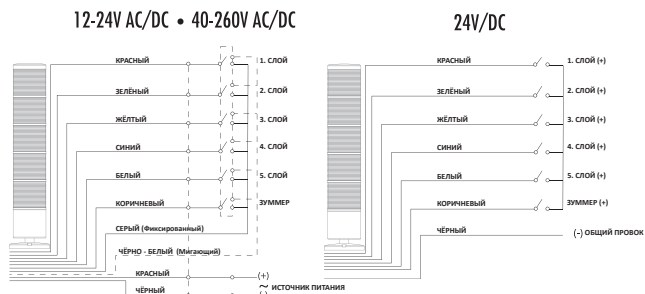 12-24V AC/DC • 40-260V AC/DC
КРАСНЫЙ 1. СЛОЙ
ЗЕЛЁНЫЙ 2. СЛОЙ
ЖЁЛТЫЙ 3. СЛОЙ
СИНИЙ 4. СЛОЙ
БЕЛЫЙ 5. СЛОЙ
КОРИЧНЕВЫЙ ЗУММЕР
СЕРЫЙ (Фиксированный)
ЧЁРНО - БЕЛЫЙ (Мигающий)
КРАСНЫЙ (+)
~ ИСТОЧНИК ПИТАНИЯ
ЧЁРНЫЙ (-)
24V/DC
КРАСНЫЙ 1. СЛОЙ (+)
ЗЕЛЁНЫЙ 2. СЛОЙ (+)
ЖЁЛТЫЙ 3. СЛОЙ (+)
СИНИЙ 4. СЛОЙ (+)
БЕЛЫЙ 5. СЛОЙ (+)
КОРИЧНЕВЫЙ ЗУММЕР (+)
ЧЁРНЫЙ (-) ОБЩИЙ ПРОВОК